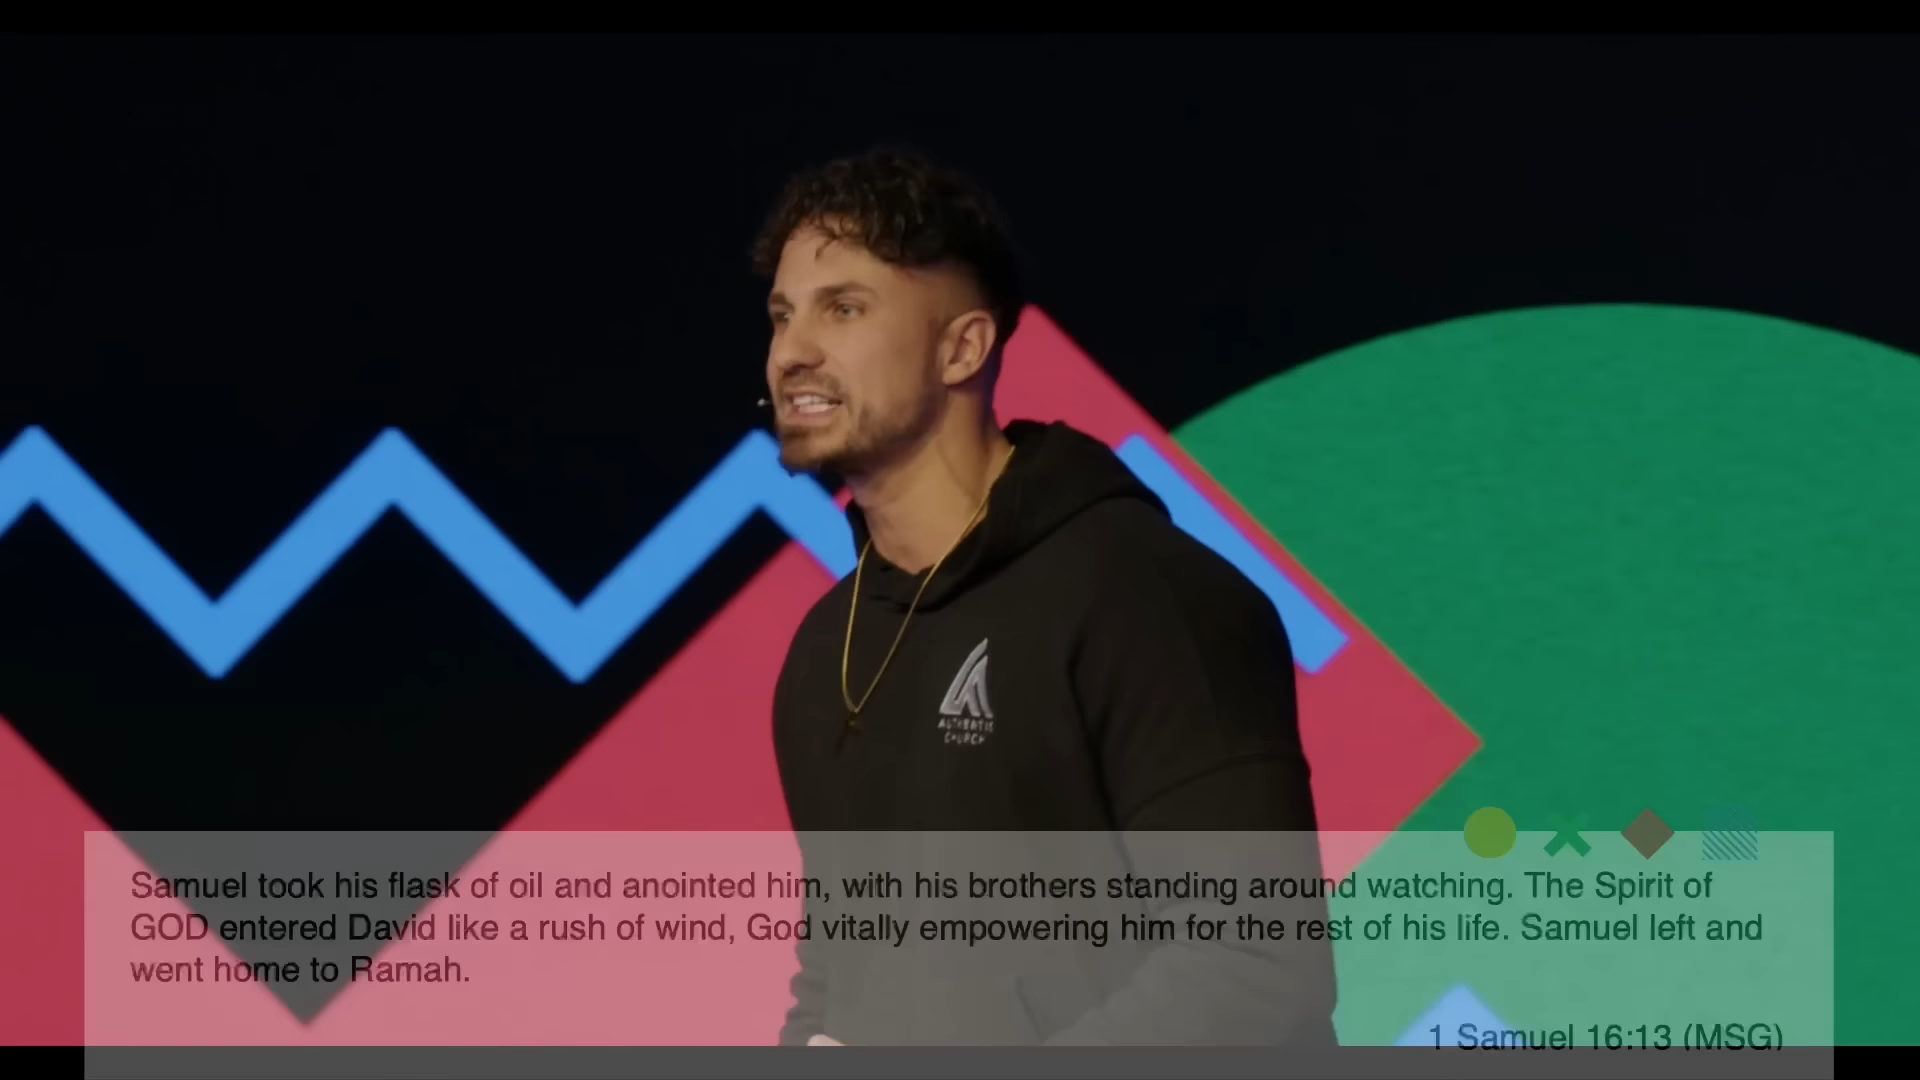 AUTHENTIC
CHURCH
Samuel took his flask of oil and anointed him, with his brothers standing around watching. The Spirit of
GOD entered David like a rush of wind, God vitally empowering him for the rest of his life. Samuel left and
went home to Ramah.
1 Samuel 16:13 (MSG)